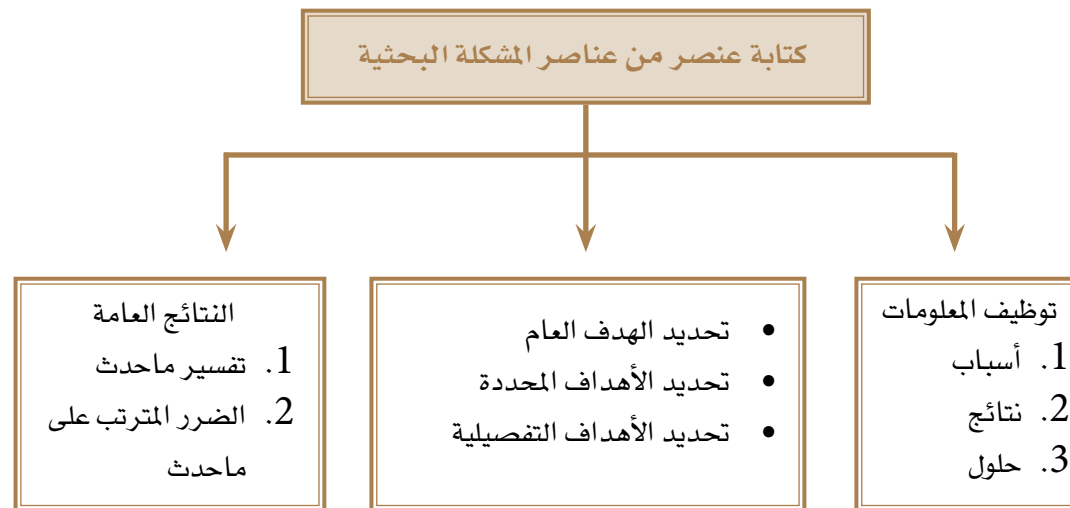 كتابة عنصر من عناصر المشكلة البحثية
توظيف المعلومات
1. أسباب
2. نتائج
3. حلول
• تحديد الهدف العام
• تحديد الأهداف المحددة
• تحديد الأهداف التفصيلية
النتائج العامة
1. تفسير ماحدث
2. الضرر المترتب على
ماحدث